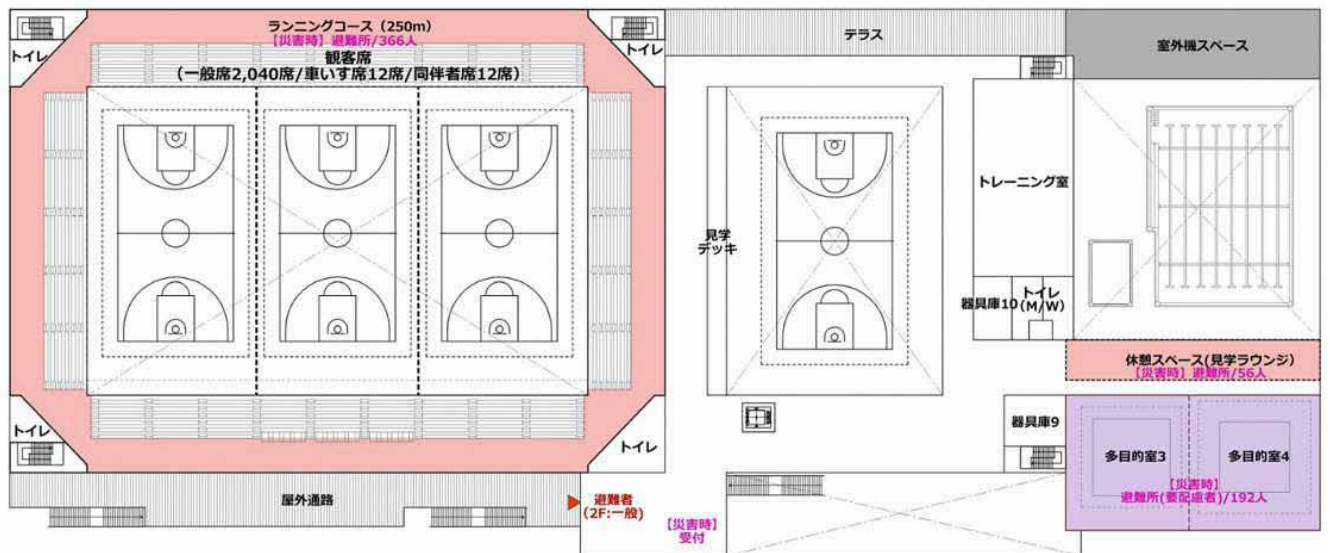 ランニングコース（250m）
【災害時】避難所/366人
観客席
（一般席2,040席/車いす席12席/同伴者席12席）
トイレ
トイレ
テラス
室外機スペース
トレーニング室
見学
デッキ
器具庫10
トイレ
(M/W)
休憩スペース(見学ラウンジ)
【災害時】避難所/56人
トイレ
トイレ
器具庫9
多目的室3
多目的室4
【災害時】
避難所(要配慮者)/192人
屋外通路
避難者
(2F:一般)
【災害時】
受付